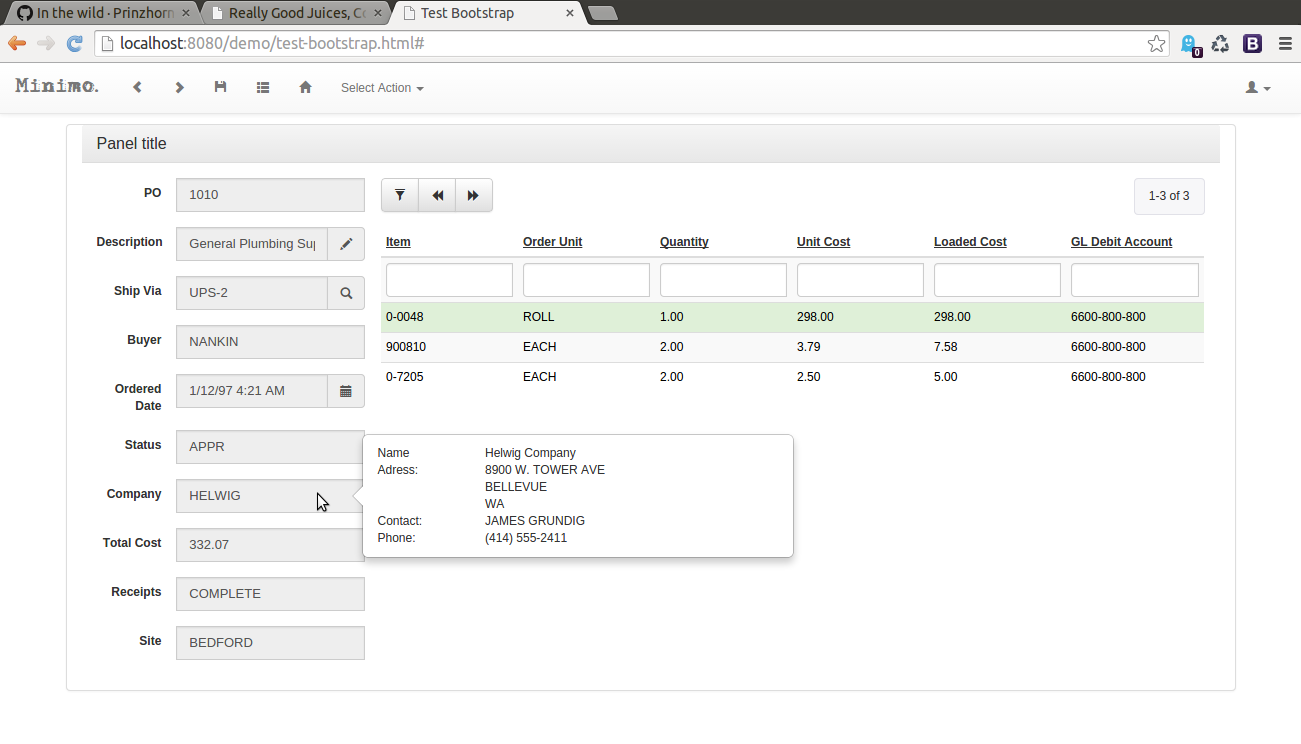 In the wild · Prinzhorn
Really Good Juices, Co
Test Bootstrap
localhost:8080/demo/test-bootstrap.html#
0
B
Minimo.
Select Action
Panel title
PO
1010
1-3 of 3
Description
General Plumbing Sup
Item Order Unit Quantity Unit Cost Loaded Cost GL Debit Account
Ship Via
UPS-2
0-0048 ROLL 1.00 298.00 298.00 6600-800-800
Buyer
NANKIN
900810 EACH 2.00 3.79 7.58 6600-800-800
Ordered
Date
1/12/97 4:21 AM
0-7205 EACH 2.00 2.50 5.00 6600-800-800
Status
APPR
Name Helwig Company
Adress: 8900 W. TOWER AVE
BELLEVUE
WA
Contact: JAMES GRUNDIG
Phone: (414) 555-2411
Company
HELWIG
Total Cost
332.07
Receipts
COMPLETE
Site
BEDFORD